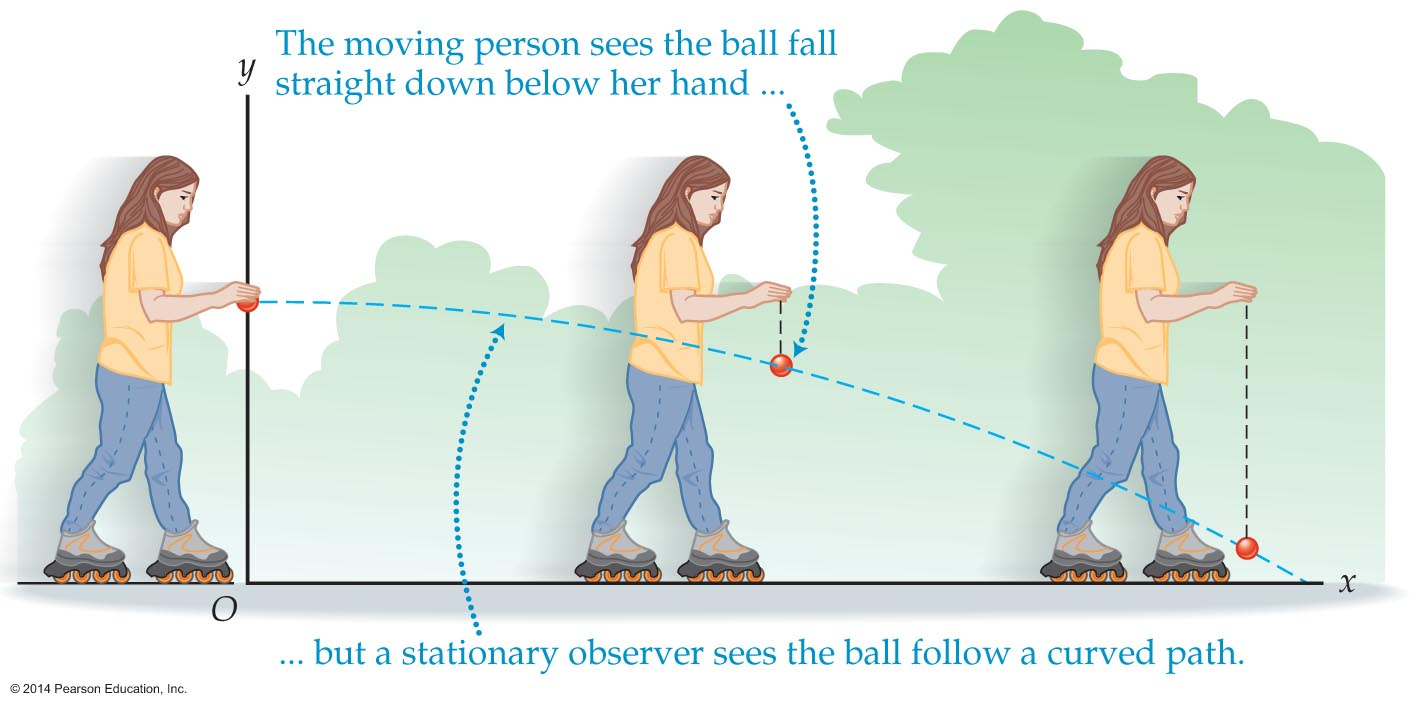 The moving person sees the ball fall
straight down below her hand ...
y
x
O
... but a stationary observer sees the ball follow a curved path.
© 2014 Pearson Education, Inc.